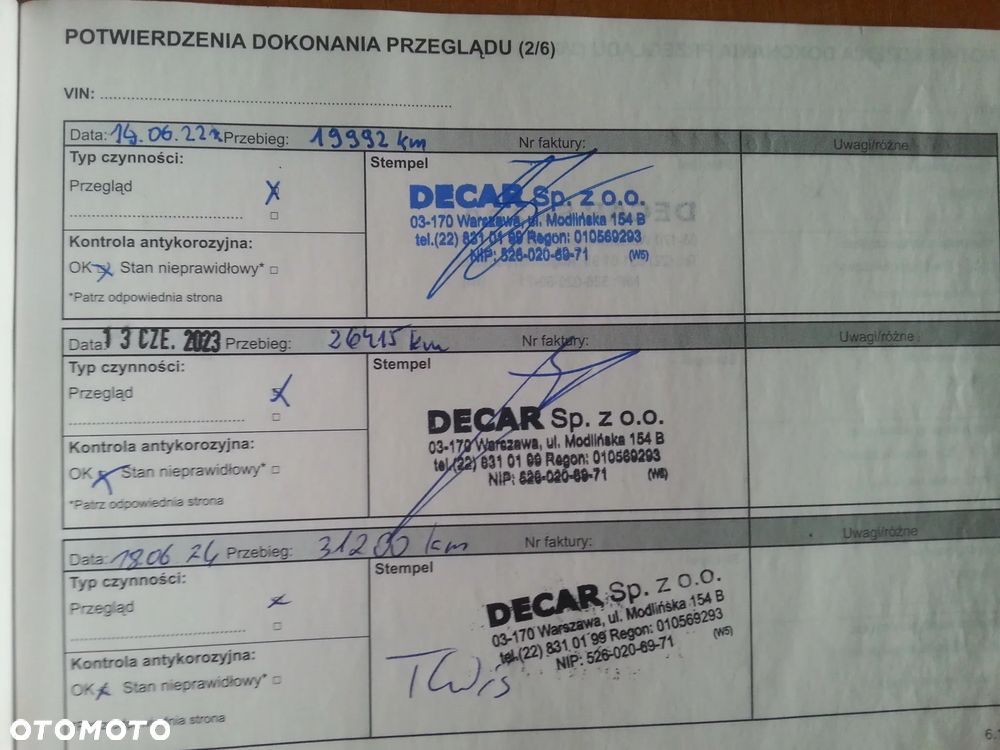 POTWIERDZENIA DOKONANIA PRZEGLĄDU (2/6)
VIN:
Data: 14.06.22r Przebieg: 19992 km Nr faktury: Uwagi/różne
Typ czynności: Stempel
Przegląd X
DECAR Sp. z o.o.
03-170 Warszawa, ul. Modlińska 154 B
tel.(22) 831 01 99 Regon: 010569293
NIP: 526-020-69-71 (W5)
Kontrola antykorozyjna:
OK X Stan nieprawidłowy*
*Patrz odpowiednia strona
Data: 13 CZE. 2023 Przebieg: 26415 km Nr faktury: Uwagi/różne
Typ czynności: Stempel
Przegląd X
DECAR Sp. z o.o.
03-170 Warszawa, ul. Modlińska 154 B
tel.(22) 831 01 99 Regon: 010569293
NIP: 526-020-69-71
Kontrola antykorozyjna:
OK X Stan nieprawidłowy*
*Patrz odpowiednia strona
Data: 18.06 24 Przebieg: 31200 km Nr faktury: Uwagi/różne
Typ czynności: Stempel
Przegląd x
DECAR Sp. z o.o.
03-170 Warszawa, ul. Modlińska 154 B
tel.(22) 831 01 99 Regon: 010569293
NIP: 526-020-69-71 (W5)
Kontrola antykorozyjna:
OK x Stan nieprawidłowy*
strona
OTOMOTO